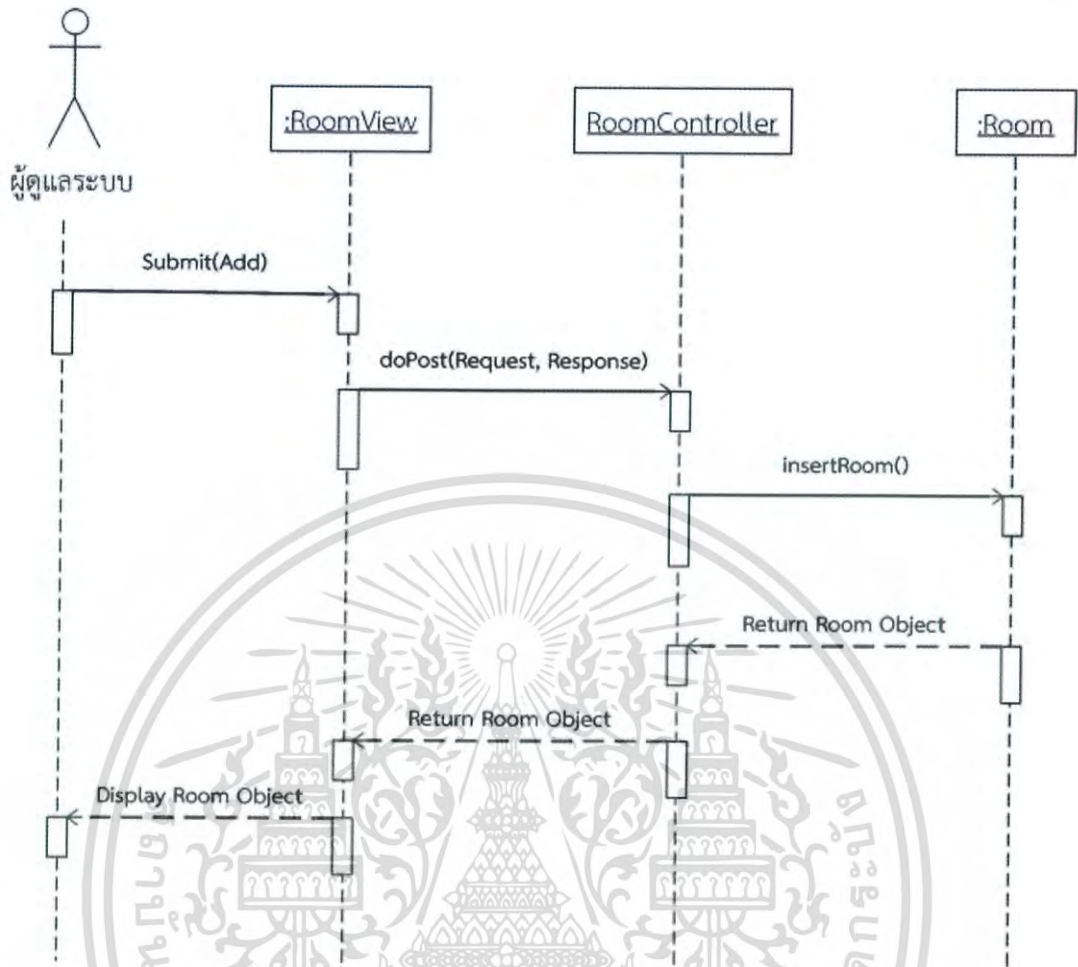 :RoomView
RoomController
:Room
ผู้ดูแลระบบ
Submit(Add)
doPost(Request, Response)
insertRoom()
Return Room Object
Return Room Object
Display Room Object